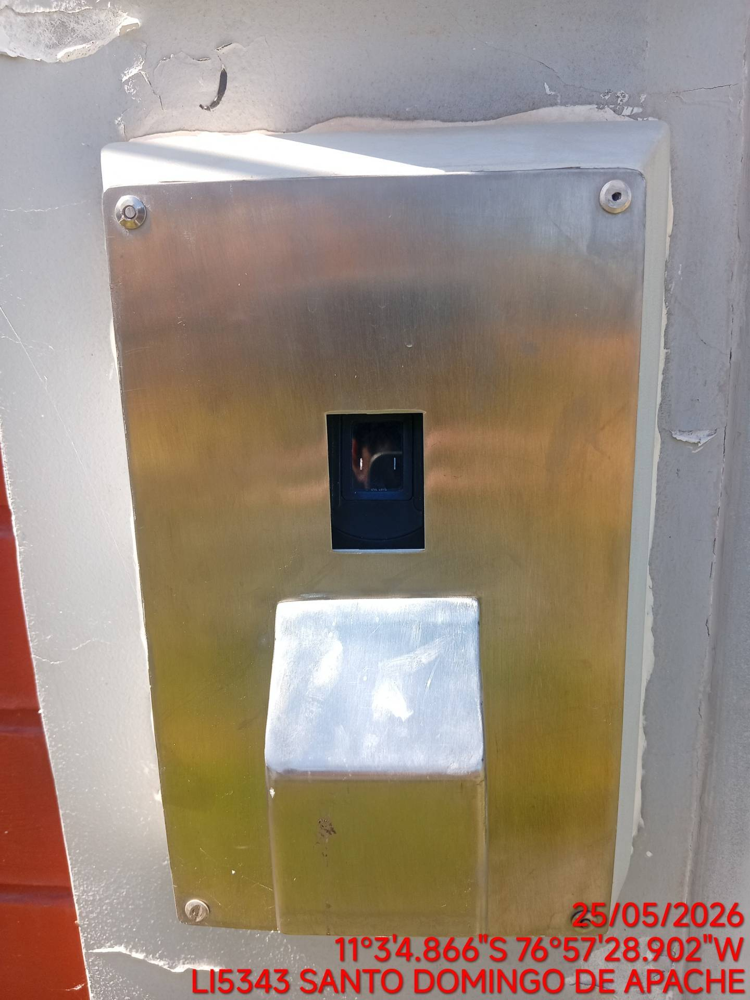 25/05/2026
11°3'4.866"S 76°57'28.902"W
LI5343 SANTO DOMINGO DE APACHE